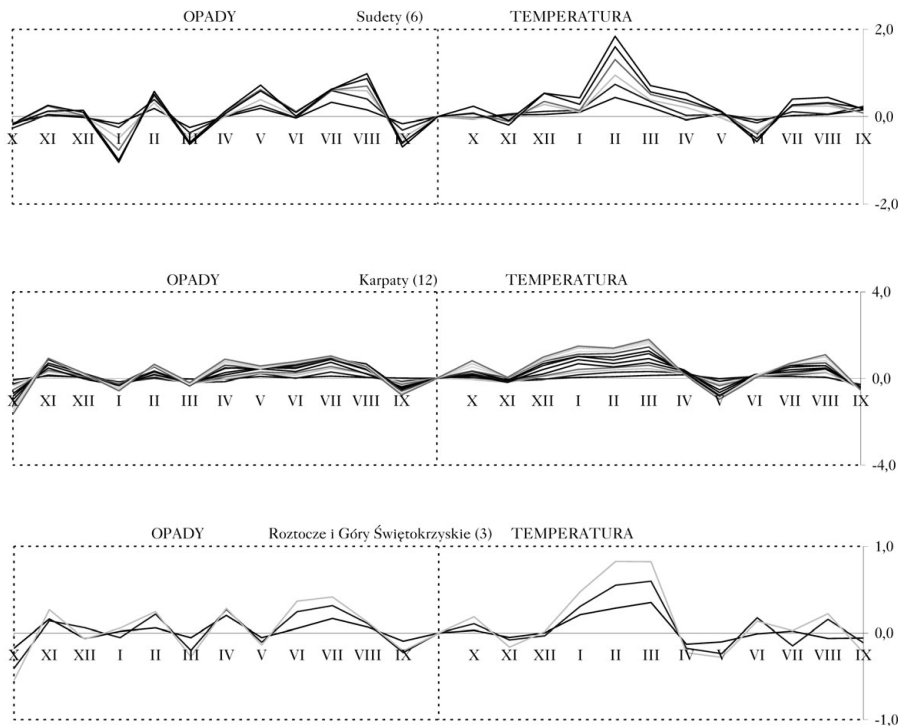 OPADY Sudety (6) TEMPERATURA
2,0
0,0
X XI XII I II III IV V VI VII VIII IX X XI XII I II III IV V VI VII VIII IX
-2,0
OPADY Karpaty (12) TEMPERATURA
4,0
0,0
X XI XII I II III IV V VI VII VIII IX X XI XII I II III IV V VI VII VIII IX
-4,0
OPADY Roztocze i Góry Świętokrzyskie (3) TEMPERATURA
1,0
0,0
X XI XII I II III IV V VI VII VIII IX X XI XII I II III IV V VI VII VIII IX
-1,0